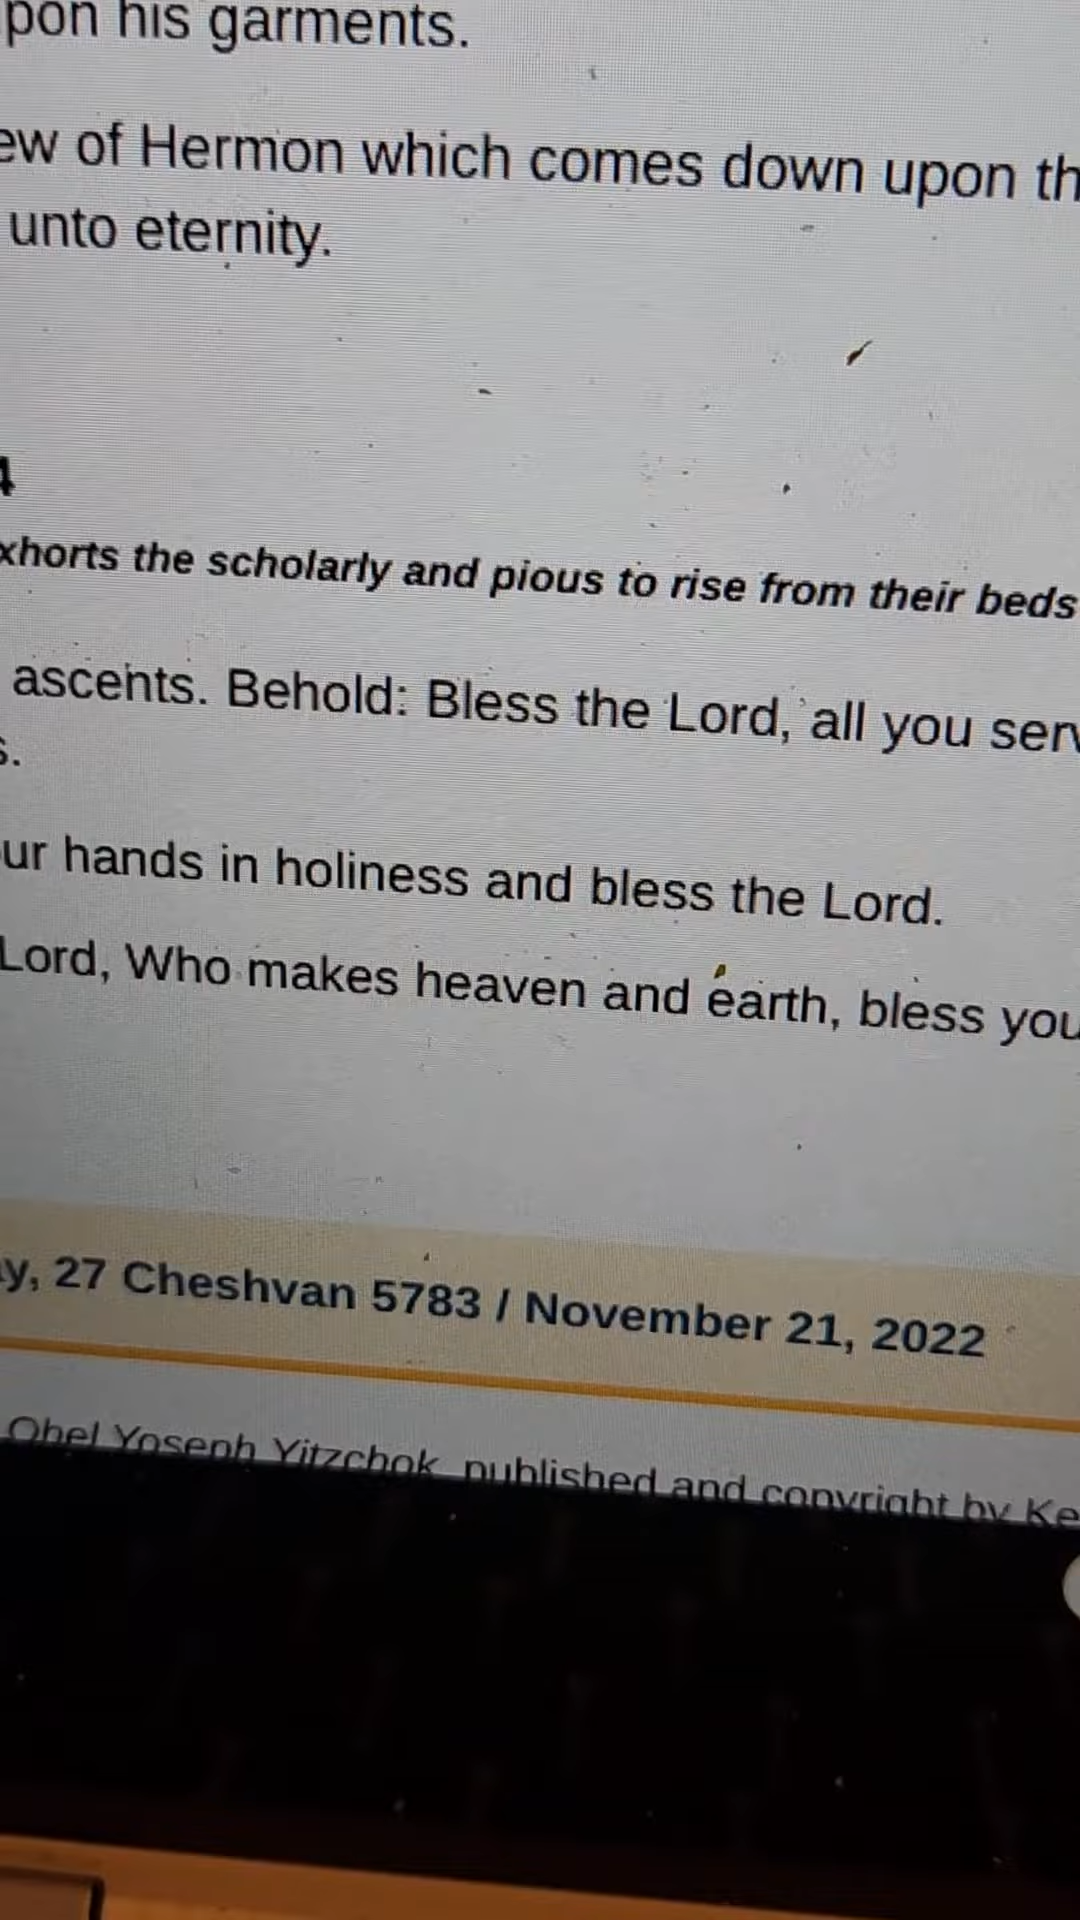 pon his garments.
ew of Hermon which comes down upon th
unto eternity.
4
xhorts the scholarly and pious to rise from their beds
ascents. Behold: Bless the Lord, all you serv
s.
ur hands in holiness and bless the Lord.
Lord, Who makes heaven and earth, bless you
y, 27 Cheshvan 5783 / November 21, 2022
Ohel Yoseph Yitzchok, published and copyright by Ke